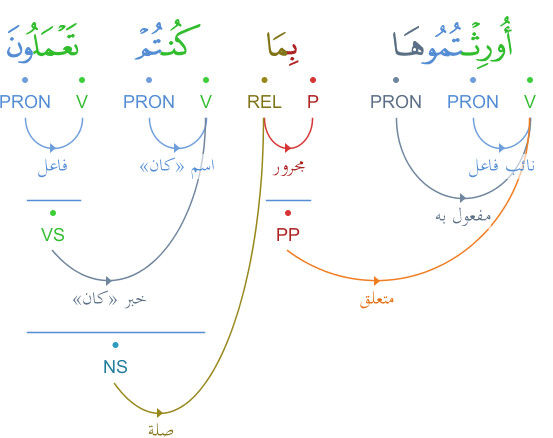 أُورِثْتُمُوهَا بِمَا كُنتُمْ تَعْمَلُونَ
V PRON PRON P REL V PRON V PRON
نائب فاعل مجرور اسم «كان» فاعل
مفعول به
PP VS
متعلق خبر «كان»
NS
صلة